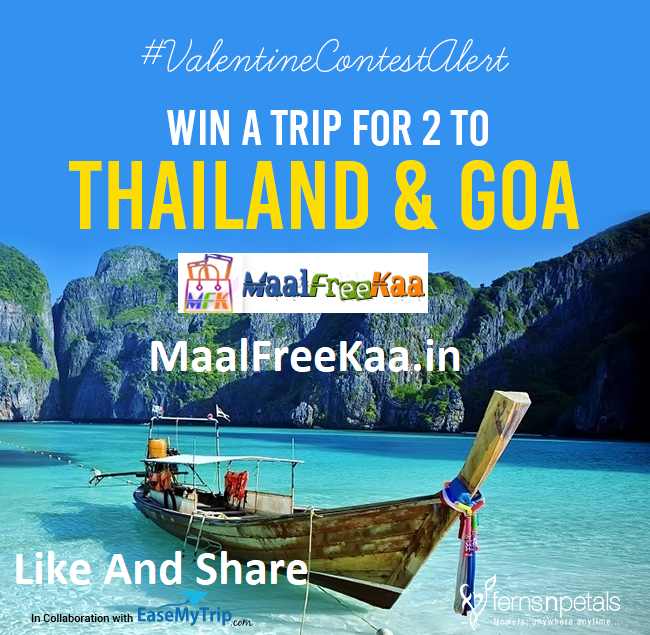 #ValentineContestAlert
WIN A TRIP FOR 2 TO
THAILAND & GOA
MFK MaalFreeKaa
MaalFreeKaa.in
Like And Share
In Collaboration with EaseMyTrip.com
fernsnpetals
flowers, anywhere anytime...